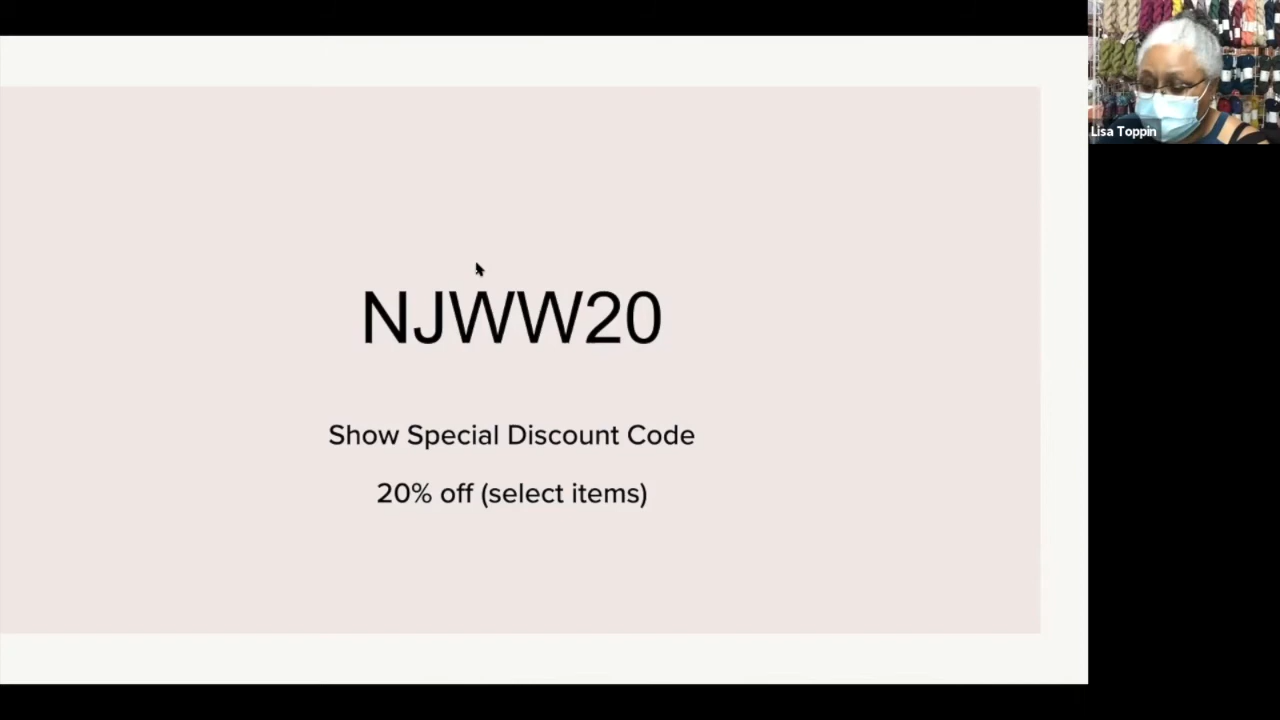 NJWW20
Show Special Discount Code
20% off (select items)
Lisa Toppin